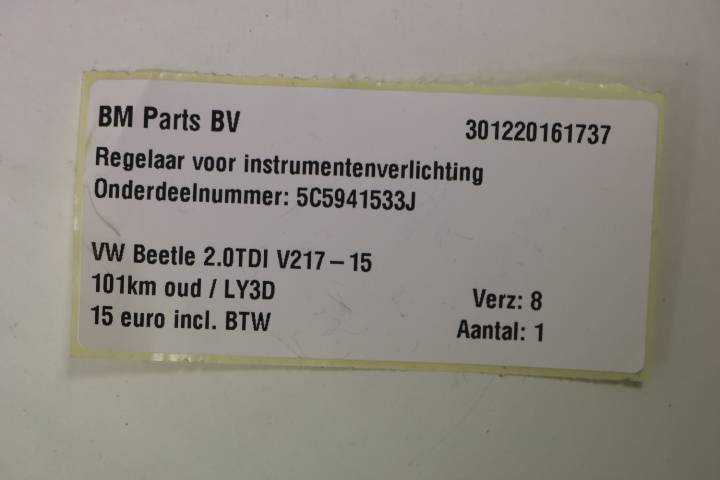 BM Parts BV 301220161737
Regelaar voor instrumentenverlichting
Onderdeelnummer: 5C5941533J
VW Beetle 2.0TDI V217-15
101km oud / LY3D Verz: 8
15 euro incl. BTW Aantal: 1